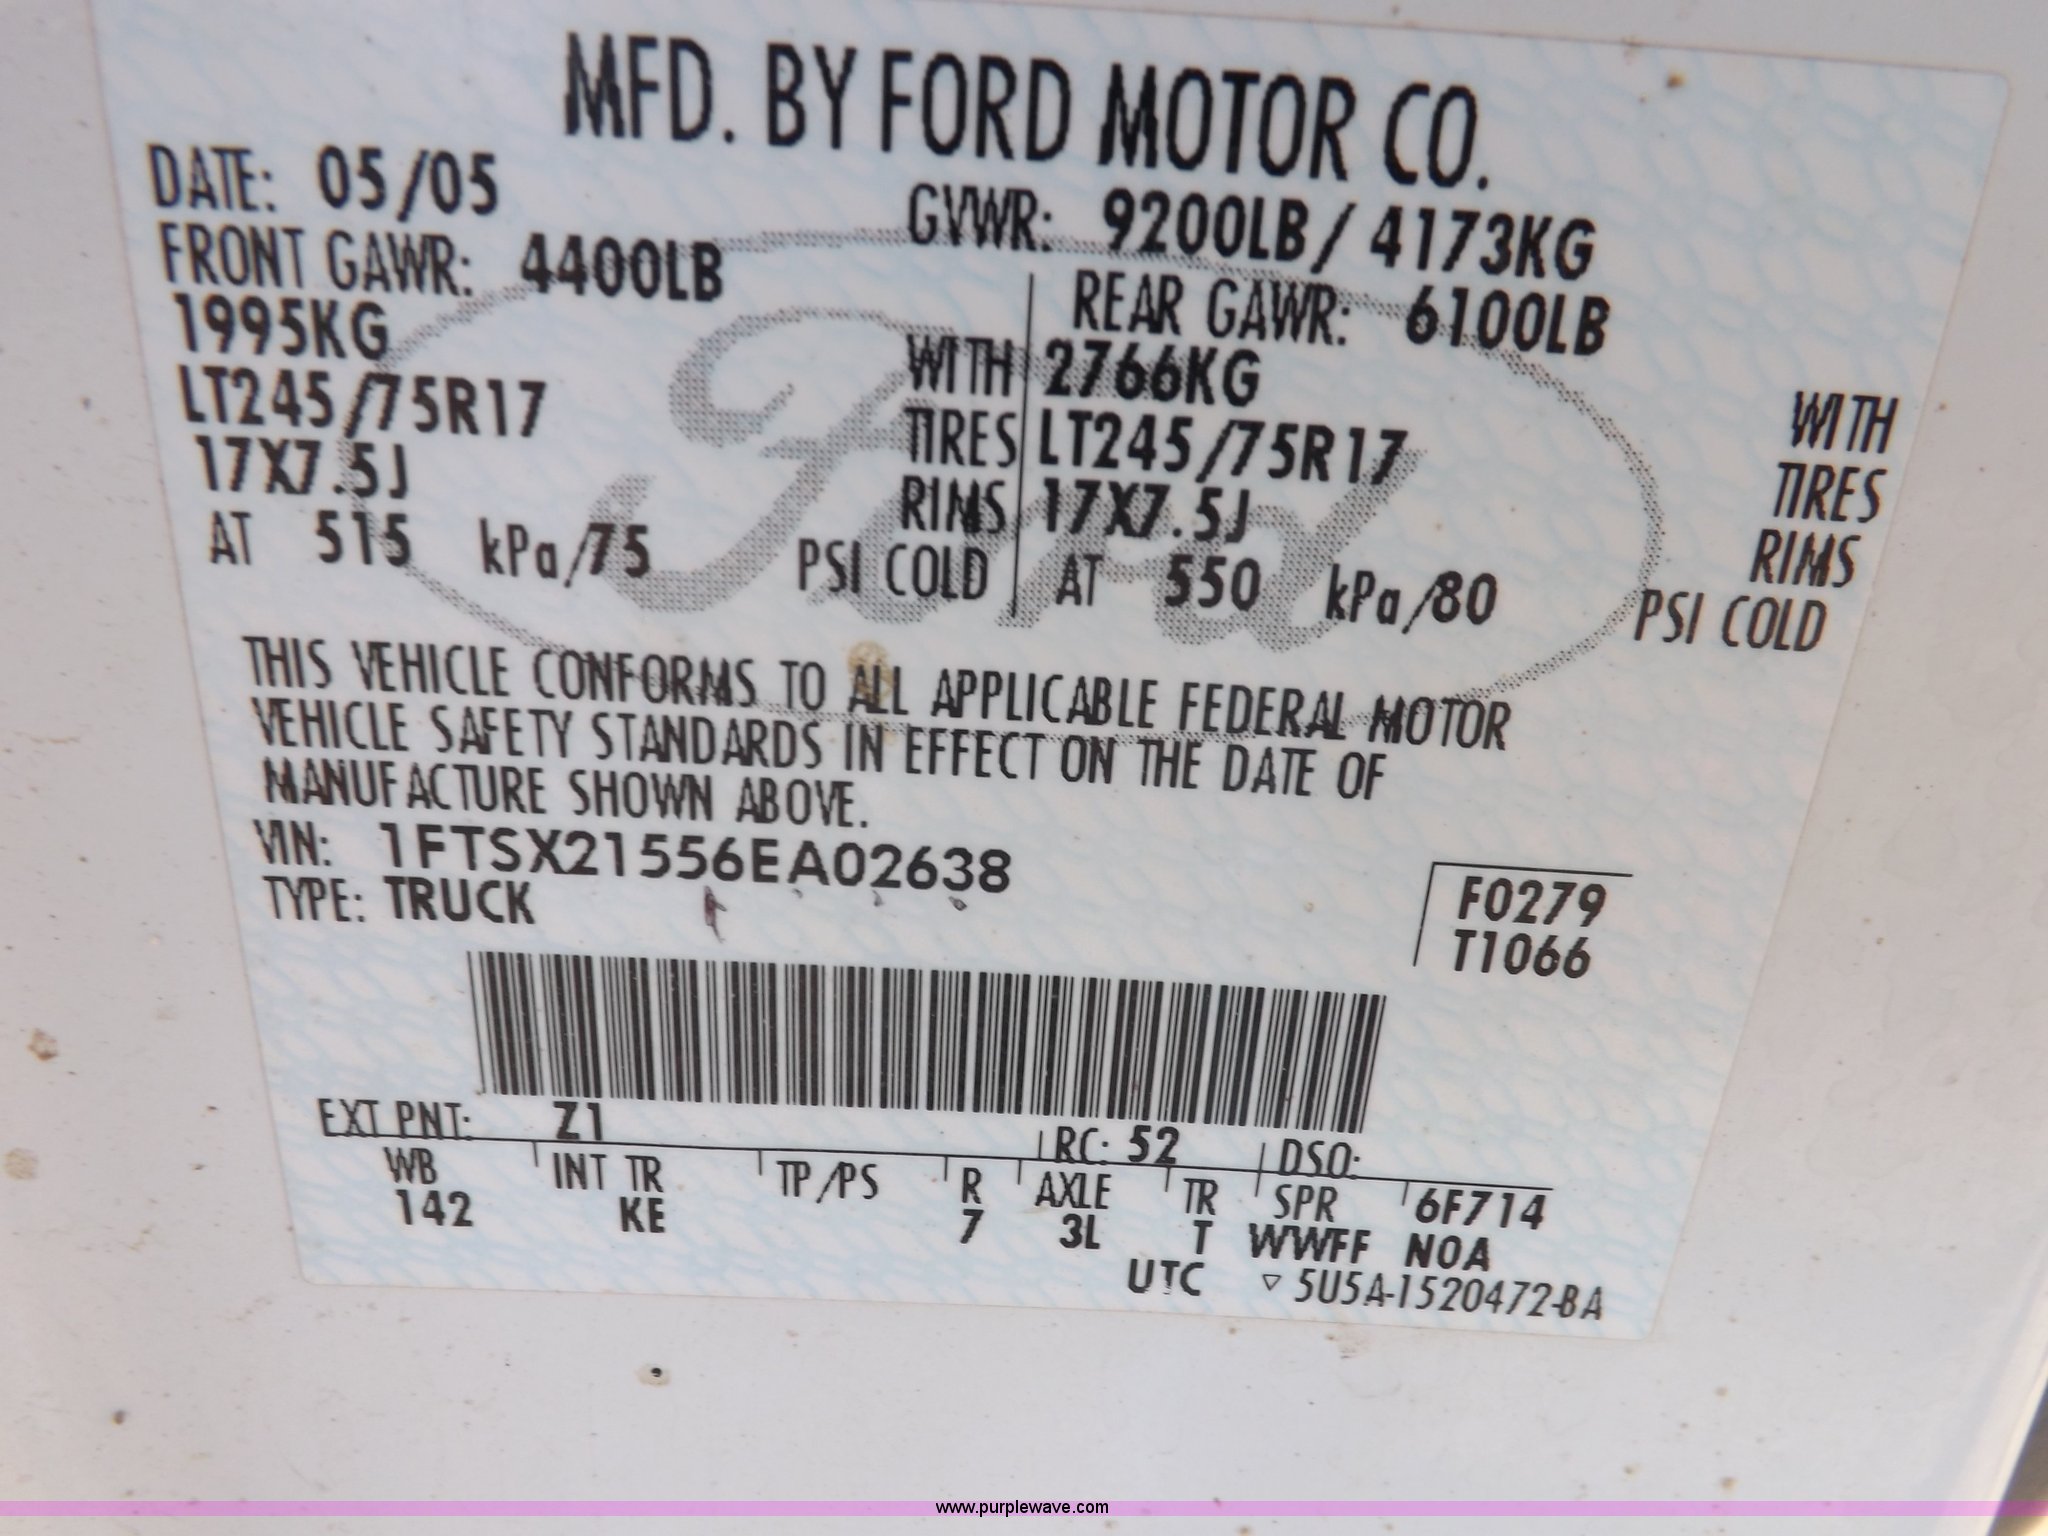 MFD. BY FORD MOTOR CO.
DATE: 05/05 GVWR: 9200LB/ 4173KG
FRONT GAWR: 4400LB REAR GAWR: 6100LB
1995KG WITH 2766KG WITH
LT245/75R17 TIRES LT245/75R17 TIRES
17X7.5J RIMS 17X7.5J RIMS
AT 515 kPa/75 PSI COLD AT 550 kPa/80 PSI COLD
Ford
THIS VEHICLE CONFORMS TO ALL APPLICABLE FEDERAL MOTOR
VEHICLE SAFETY STANDARDS IN EFFECT ON THE DATE OF
MANUFACTURE SHOWN ABOVE.
VIN: 1FTSX21556EA02638
TYPE: TRUCK
F0279
T1066
EXT PNT: Z1 RC: 52 DSO:
WB INT TR TP/PS R AXLE TR SPR 6F714
142 KE 7 3L T WWFF NOA
UTC ▽ 5U5A-1520472-BA
www.purplewave.com